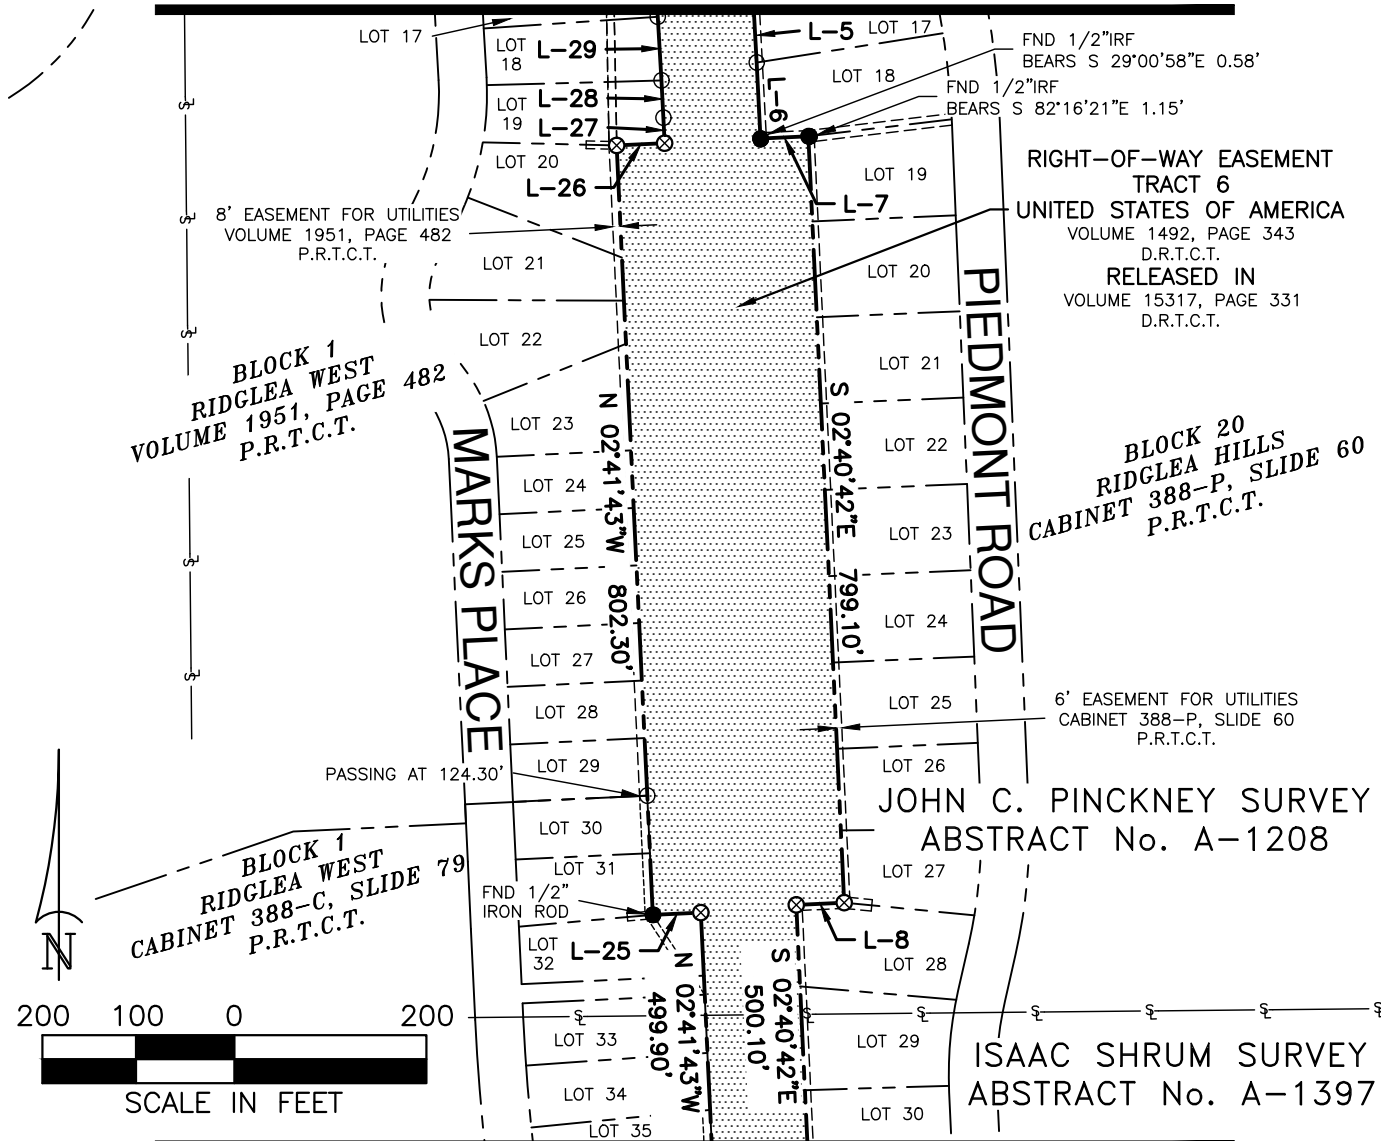 LOT 17
LOT
18
L-29
L-28
LOT
19
L-27
LOT 20
L-26
L-5
LOT 17
LOT 18
L-6
FND 1/2"IRF
BEARS S 29°00'58"E 0.58'
FND 1/2"IRF
BEARS S 82°16'21"E 1.15'
L-7
LOT 19
RIGHT-OF-WAY EASEMENT
TRACT 6
UNITED STATES OF AMERICA
VOLUME 1492, PAGE 343
D.R.T.C.T.
RELEASED IN
VOLUME 15317, PAGE 331
D.R.T.C.T.
8' EASEMENT FOR UTILITIES
VOLUME 1951, PAGE 482
P.R.T.C.T.
LOT 21
LOT 22
LOT 20
LOT 21
BLOCK 1
RIDGLEA WEST
VOLUME 1951, PAGE 482
P.R.T.C.T.
LOT 23
LOT 24
LOT 25
LOT 26
LOT 27
LOT 28
LOT 29
MARKS PLACE
N 02°41'43"W 802.30'
S 02°40'42"E 799.10'
PIEDMONT ROAD
LOT 22
LOT 23
LOT 24
LOT 25
LOT 26
BLOCK 20
RIDGLEA HILLS
CABINET 388-P, SLIDE 60
P.R.T.C.T.
6' EASEMENT FOR UTILITIES
CABINET 388-P, SLIDE 60
P.R.T.C.T.
PASSING AT 124.30'
LOT 30
LOT 31
JOHN C. PINCKNEY SURVEY
ABSTRACT No. A-1208
LOT 27
BLOCK 1
RIDGLEA WEST
CABINET 388-C, SLIDE 79
P.R.T.C.T.
FND 1/2"
IRON ROD
LOT
32
L-25
L-8
LOT 28
N 02°41'43"W
499.90'
S 02°40'42"E
500.10'
N
LOT 33
LOT 34
LOT 35
LOT 29
LOT 30
ISAAC SHRUM SURVEY
ABSTRACT No. A-1397
200 100 0 200
SCALE IN FEET